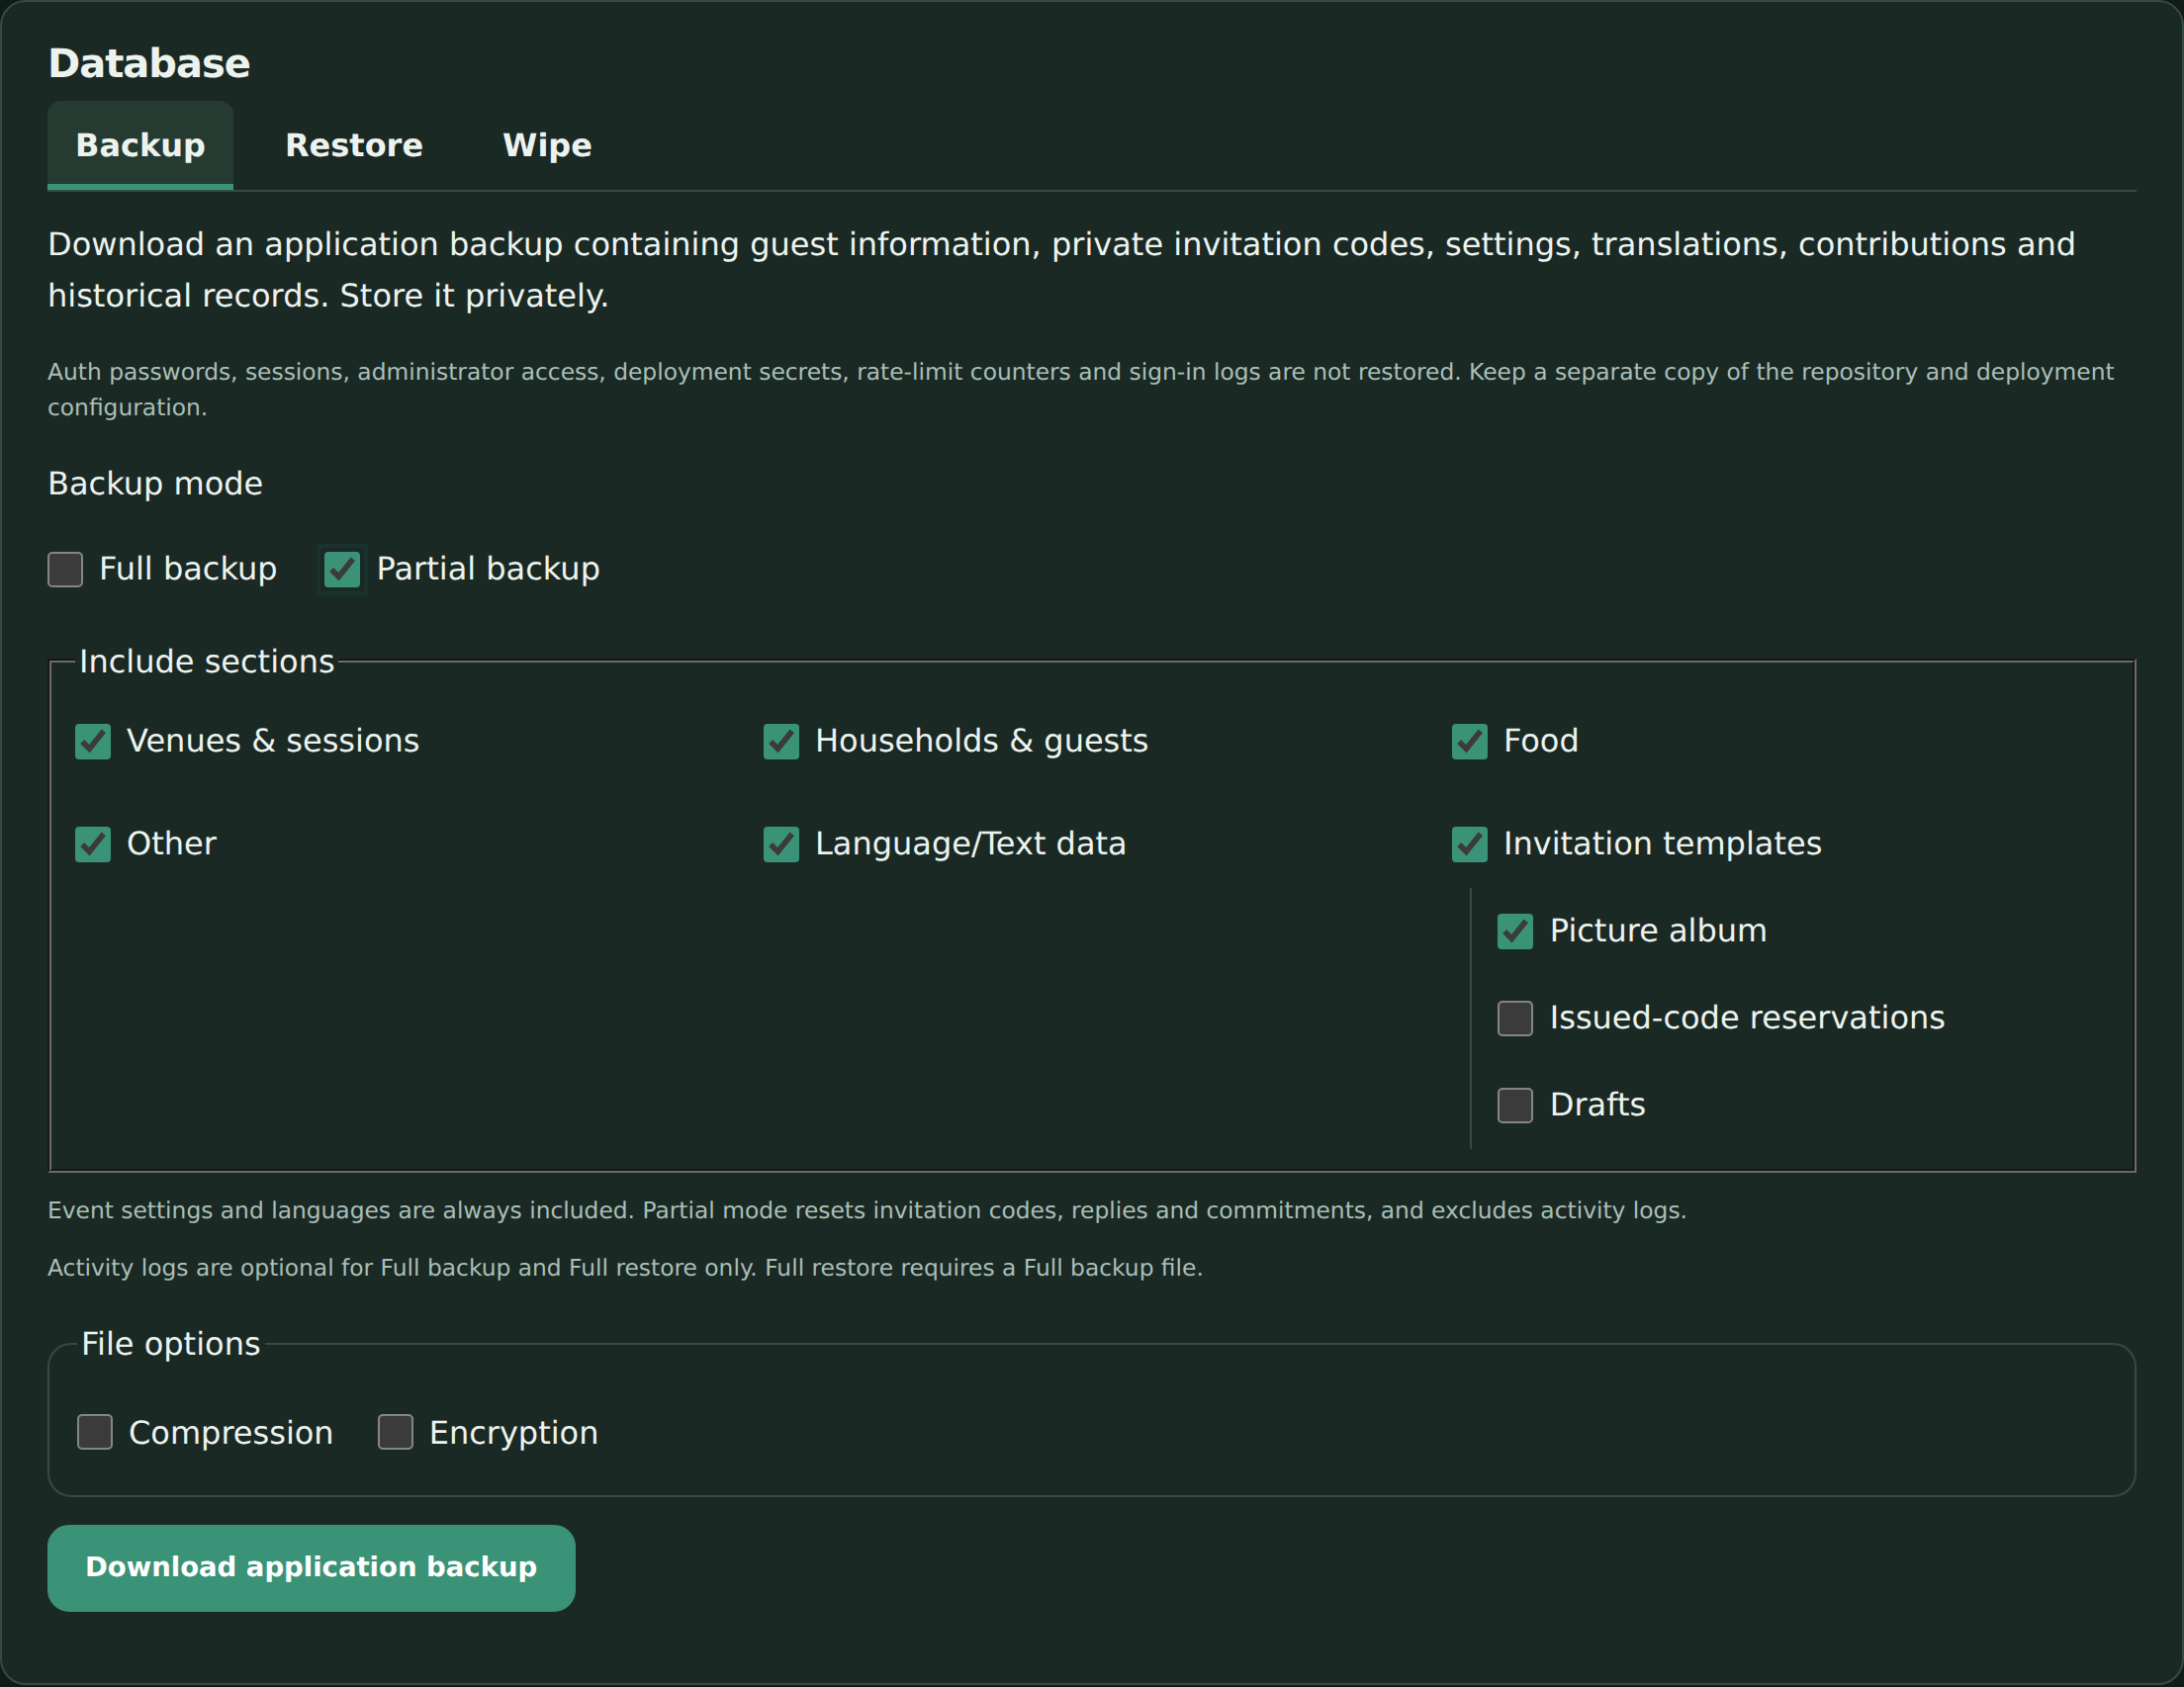 Database
Backup Restore Wipe
Download an application backup containing guest information, private invitation codes, settings, translations, contributions and
historical records. Store it privately.
Auth passwords, sessions, administrator access, deployment secrets, rate-limit counters and sign-in logs are not restored. Keep a separate copy of the repository and deployment
configuration.
Backup mode
Full backup Partial backup
Include sections
Venues & sessions Households & guests Food
Other Language/Text data Invitation templates
Picture album
Issued-code reservations
Drafts
Event settings and languages are always included. Partial mode resets invitation codes, replies and commitments, and excludes activity logs.
Activity logs are optional for Full backup and Full restore only. Full restore requires a Full backup file.
File options
Compression Encryption
Download application backup